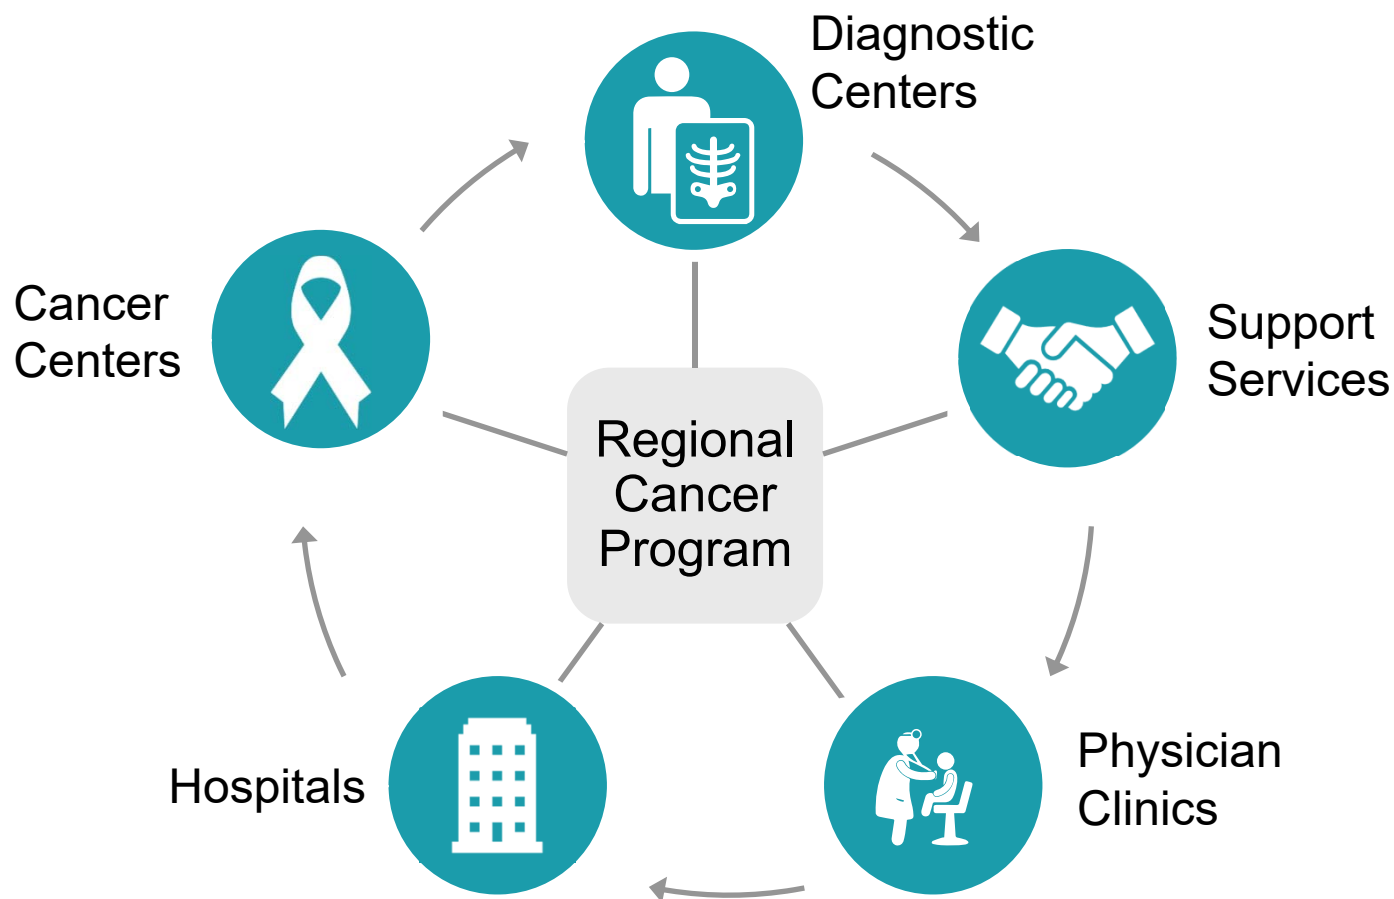 Diagnostic
Centers
Cancer
Centers
Support
Services
Regional
Cancer
Program
Hospitals
Physician
Clinics